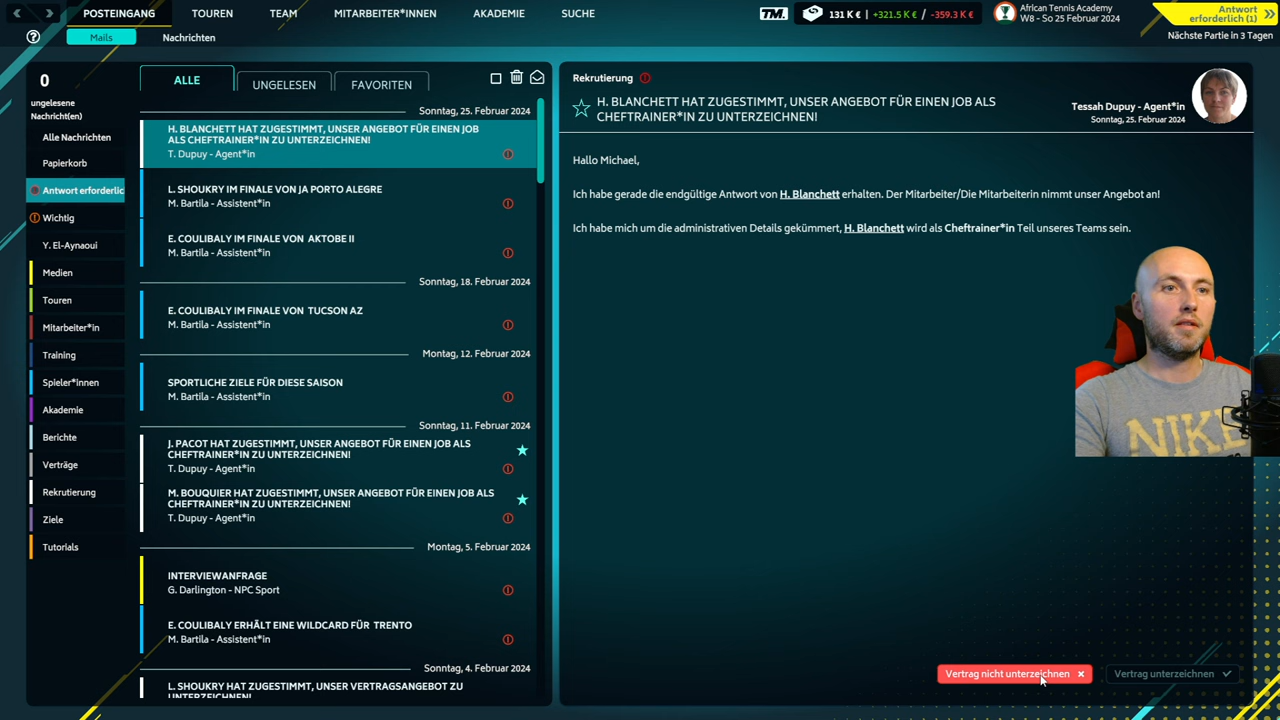 POSTEINGANG
TOUREN
TEAM
MITARBEITER*INNEN
AKADEMIE
SUCHE
TM.
131 K € | +321.5 K € / -359.3 K €
African Tennis Academy
W8 - So 25 Februar 2024
Antwort
erforderlich (1)
Nächste Partie in 3 Tagen
Mails
Nachrichten
0
ungelesene
Nachricht(en)
Alle Nachrichten
Papierkorb
Antwort erforderlic
Wichtig
Y. El-Aynaoui
Medien
Touren
Mitarbeiter*in
Training
Spieler*innen
Akademie
Berichte
Verträge
Rekrutierung
Ziele
Tutorials
ALLE
UNGELESEN
FAVORITEN
Sonntag, 25. Februar 2024
H. BLANCHETT HAT ZUGESTIMMT, UNSER ANGEBOT FÜR EINEN JOB
ALS CHEFTRAINER*IN ZU UNTERZEICHNEN!
T. Dupuy - Agent*in
L. SHOUKRY IM FINALE VON JA PORTO ALEGRE
M. Bartila - Assistent*in
E. COULIBALY IM FINALE VON AKTOBE II
M. Bartila - Assistent*in
Sonntag, 18. Februar 2024
E. COULIBALY IM FINALE VON TUCSON AZ
M. Bartila - Assistent*in
Montag, 12. Februar 2024
SPORTLICHE ZIELE FÜR DIESE SAISON
M. Bartila - Assistent*in
Sonntag, 11. Februar 2024
J. PACOT HAT ZUGESTIMMT, UNSER ANGEBOT FÜR EINEN JOB ALS
CHEFTRAINER*IN ZU UNTERZEICHNEN!
T. Dupuy - Agent*in
M. BOUQUIER HAT ZUGESTIMMT, UNSER ANGEBOT FÜR EINEN JOB ALS
CHEFTRAINER*IN ZU UNTERZEICHNEN!
T. Dupuy - Agent*in
Montag, 5. Februar 2024
INTERVIEWANFRAGE
G. Darlington - NPC Sport
E. COULIBALY ERHÄLT EINE WILDCARD FÜR TRENTO
M. Bartila - Assistent*in
Sonntag, 4. Februar 2024
L. SHOUKRY HAT ZUGESTIMMT, UNSER VERTRAGSANGEBOT ZU
UNTERZEICHNEN!
Rekrutierung
H. BLANCHETT HAT ZUGESTIMMT, UNSER ANGEBOT FÜR EINEN JOB ALS
CHEFTRAINER*IN ZU UNTERZEICHNEN!
Tessah Dupuy - Agent*in
Sonntag, 25. Februar 2024
Hallo Michael,
Ich habe gerade die endgültige Antwort von H. Blanchett erhalten. Der Mitarbeiter/Die Mitarbeiterin nimmt unser Angebot an!
Ich habe mich um die administrativen Details gekümmert, H. Blanchett wird als Cheftrainer*in Teil unseres Teams sein.
NIKE
Vertrag nicht unterzeichnen
Vertrag unterzeichnen